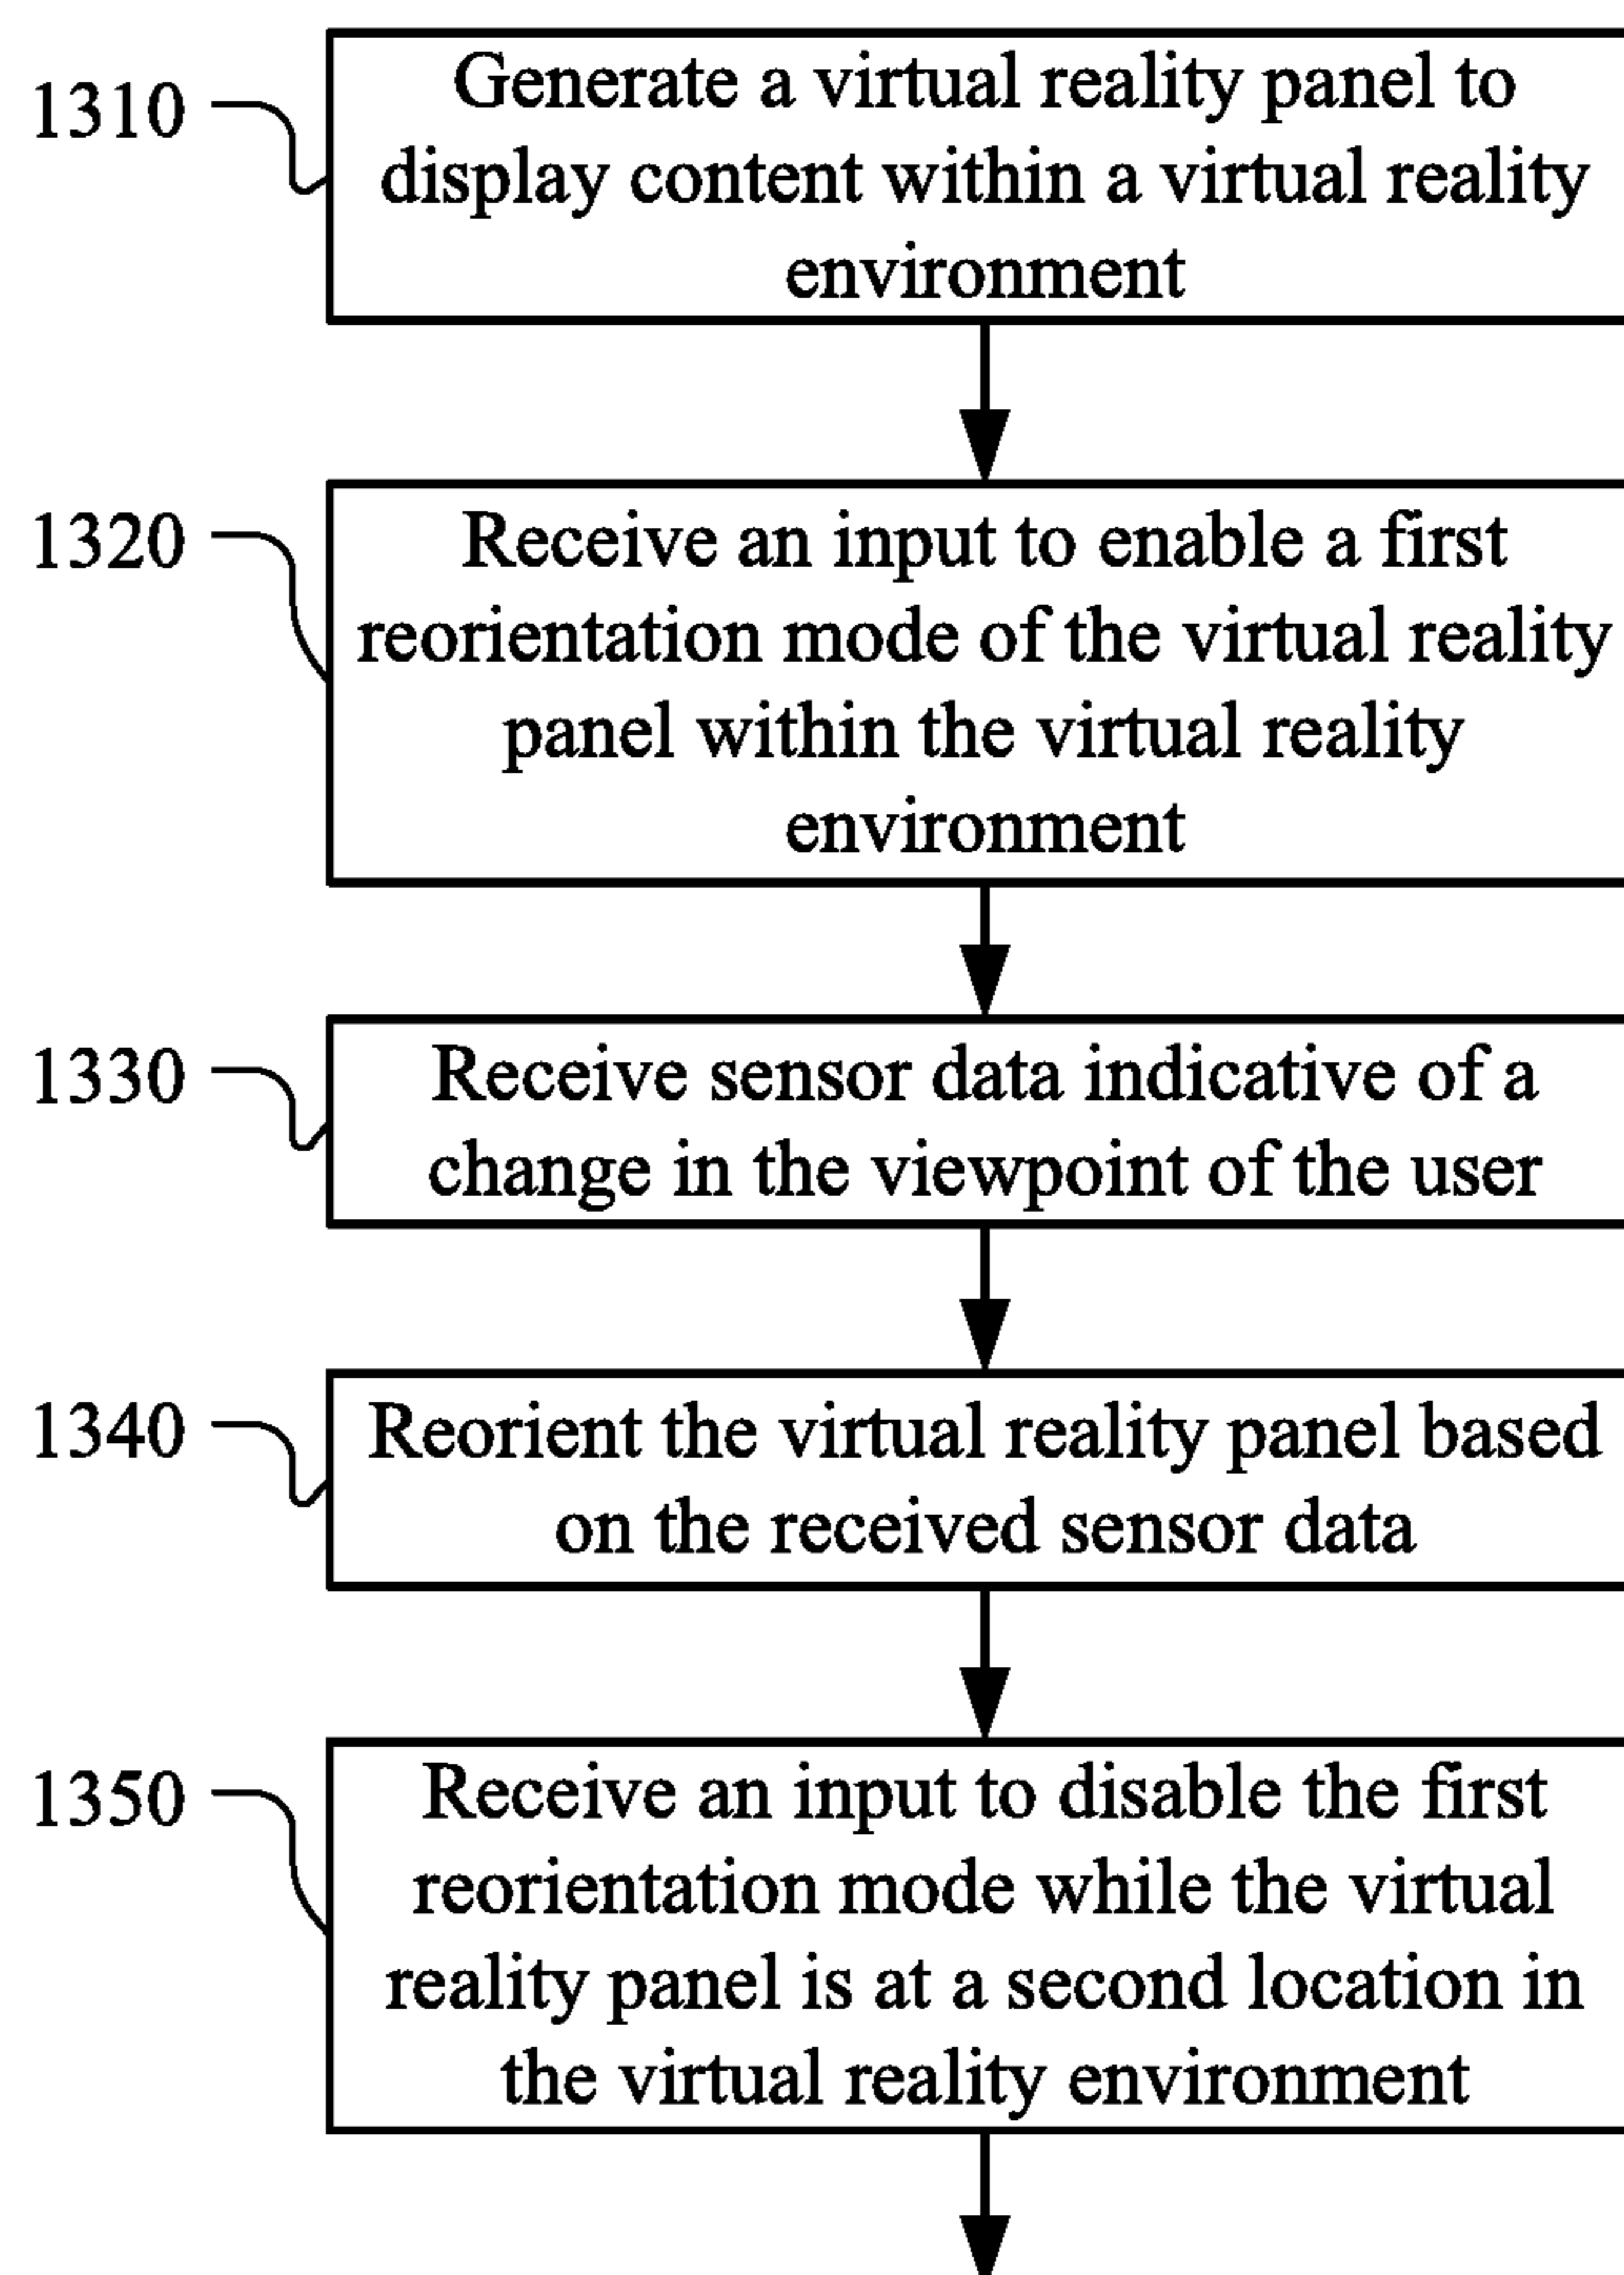 1310
Generate a virtual reality panel to
display content within a virtual reality
environment
1320
Receive an input to enable a first
reorientation mode of the virtual reality
panel within the virtual reality
environment
1330
Receive sensor data indicative of a
change in the viewpoint of the user
1340
Reorient the virtual reality panel based
on the received sensor data
1350
Receive an input to disable the first
reorientation mode while the virtual
reality panel is at a second location in
the virtual reality environment